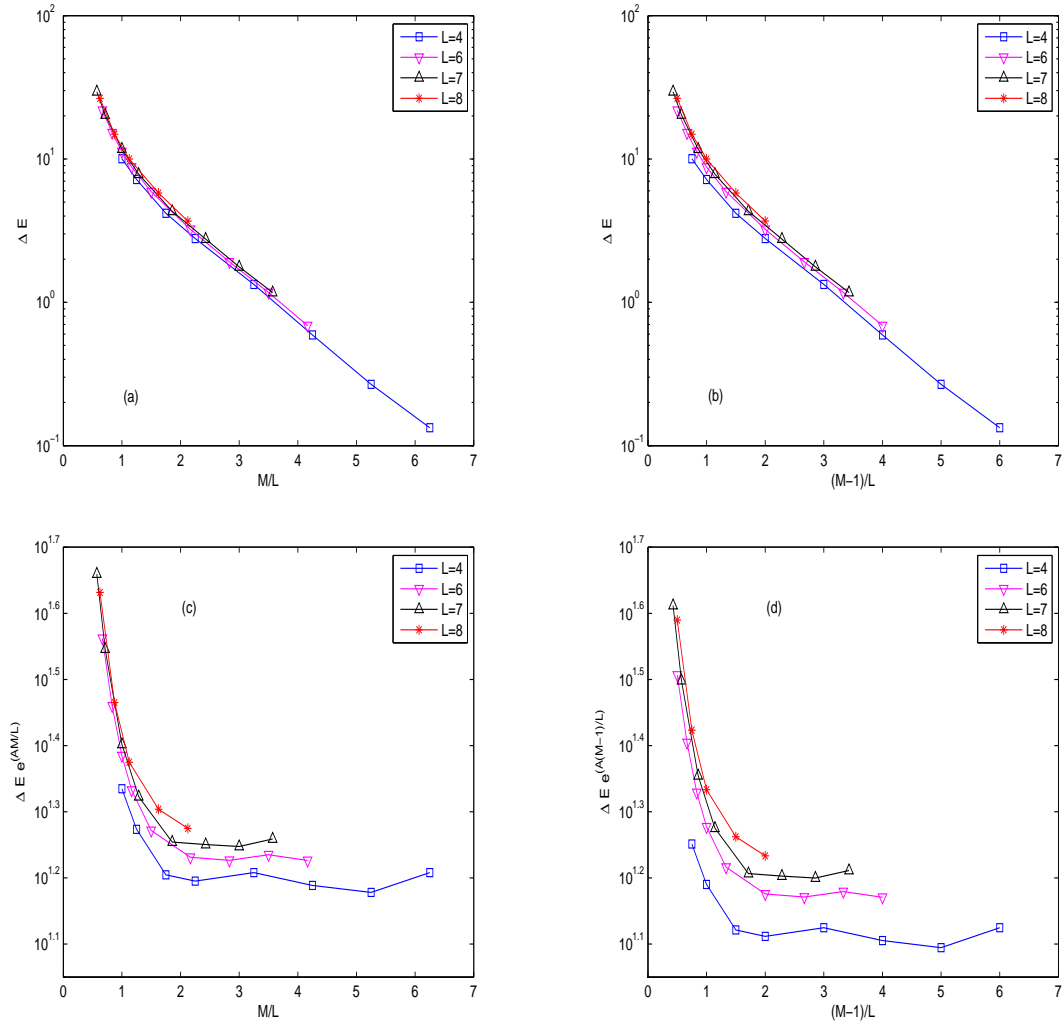 10^2
10^1
10^0
10^-1
Δ E
0 1 2 3 4 5 6 7
M/L
(a)
L=4
L=6
L=7
L=8
10^2
10^1
10^0
10^-1
Δ E
0 1 2 3 4 5 6 7
(M−1)/L
(b)
L=4
L=6
L=7
L=8
10^1.7
10^1.6
10^1.5
10^1.4
10^1.3
10^1.2
10^1.1
Δ E e^(AM/L)
0 1 2 3 4 5 6 7
M/L
(c)
L=4
L=6
L=7
L=8
10^1.7
10^1.6
10^1.5
10^1.4
10^1.3
10^1.2
10^1.1
Δ E e^(A(M−1)/L)
0 1 2 3 4 5 6 7
(M−1)/L
(d)
L=4
L=6
L=7
L=8